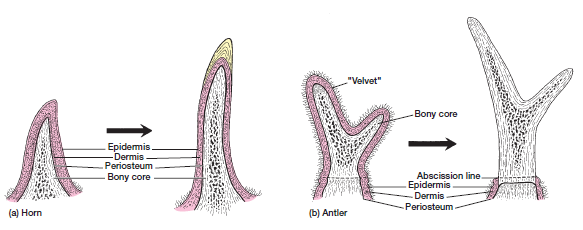 Epidermis
Dermis
Periosteum
Bony core
(a) Horn
"Velvet"
Bony core
Abscission line
Epidermis
Dermis
Periosteum
(b) Antler